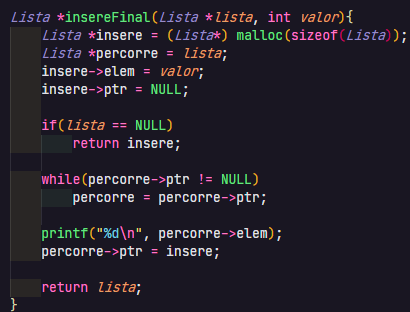 Lista *insereFinal(Lista *lista, int valor){
Lista *insere = (Lista*) malloc(sizeof(Lista));
Lista *percorre = lista;
insere->elem = valor;
insere->ptr = NULL;
if(lista == NULL)
return insere;
while(percorre->ptr != NULL)
percorre = percorre->ptr;
printf("%d\n", percorre->elem);
percorre->ptr = insere;
return lista;
}